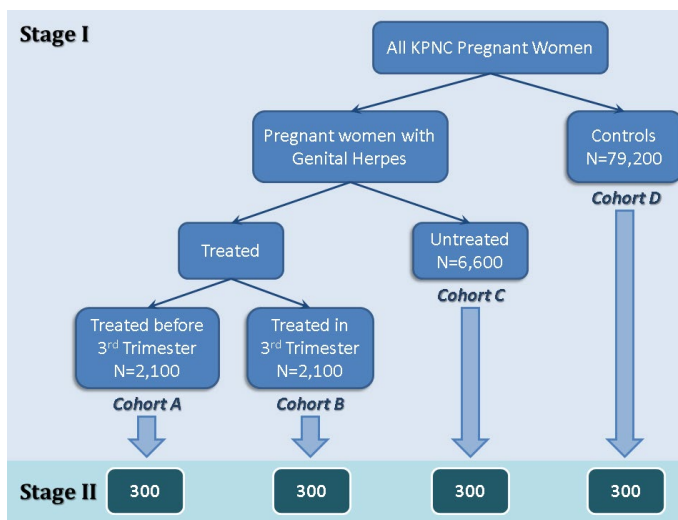 Stage I
All KPNC Pregnant Women
Pregnant women with
Genital Herpes
Controls
N=79,200
Cohort D
Treated
Untreated
N=6,600
Cohort C
Treated before
3rd Trimester
N=2,100
Cohort A
Treated in
3rd Trimester
N=2,100
Cohort B
Stage II
300
300
300
300